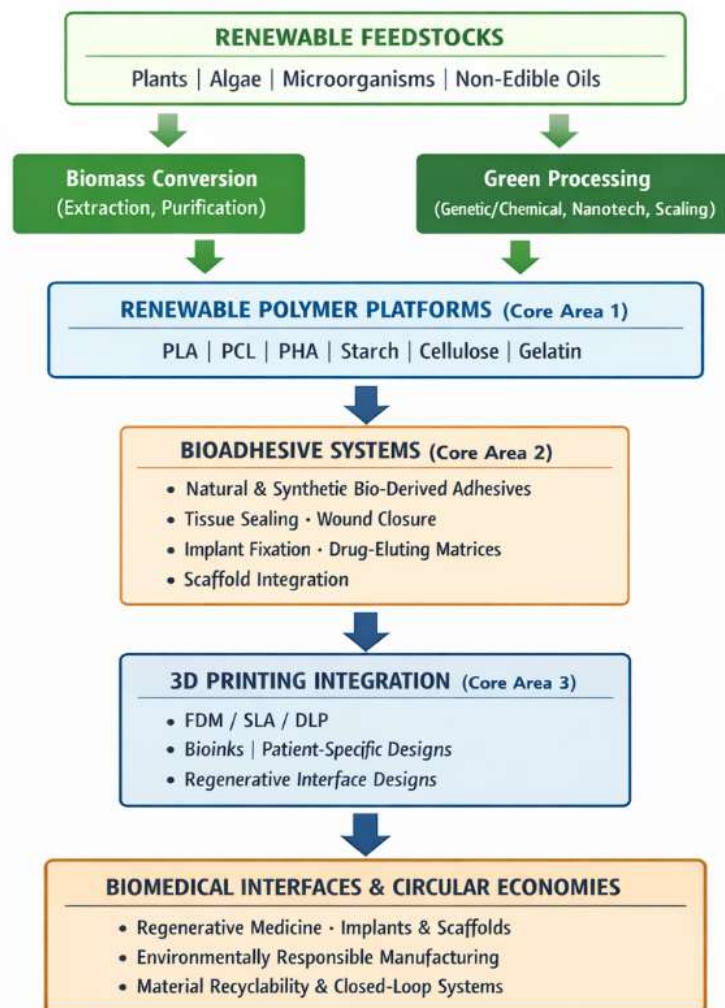 RENEWABLE FEEDSTOCKS
Plants | Algae | Microorganisms | Non-Edible Oils
Biomass Conversion
(Extraction, Purification)
Green Processing
(Genetic/Chemical, Nanotech, Scaling)
RENEWABLE POLYMER PLATFORMS (Core Area 1)
PLA | PCL | PHA | Starch | Cellulose | Gelatin
BIOADHESIVE SYSTEMS (Core Area 2)
• Natural & Synthetic Bio-Derived Adhesives
• Tissue Sealing · Wound Closure
• Implant Fixation · Drug-Eluting Matrices
• Scaffold Integration
3D PRINTING INTEGRATION (Core Area 3)
• FDM / SLA / DLP
• Bioinks | Patient-Specific Designs
• Regenerative Interface Designs
BIOMEDICAL INTERFACES & CIRCULAR ECONOMIES
• Regenerative Medicine · Implants & Scaffolds
• Environmentally Responsible Manufacturing
• Material Recyclability & Closed-Loop Systems